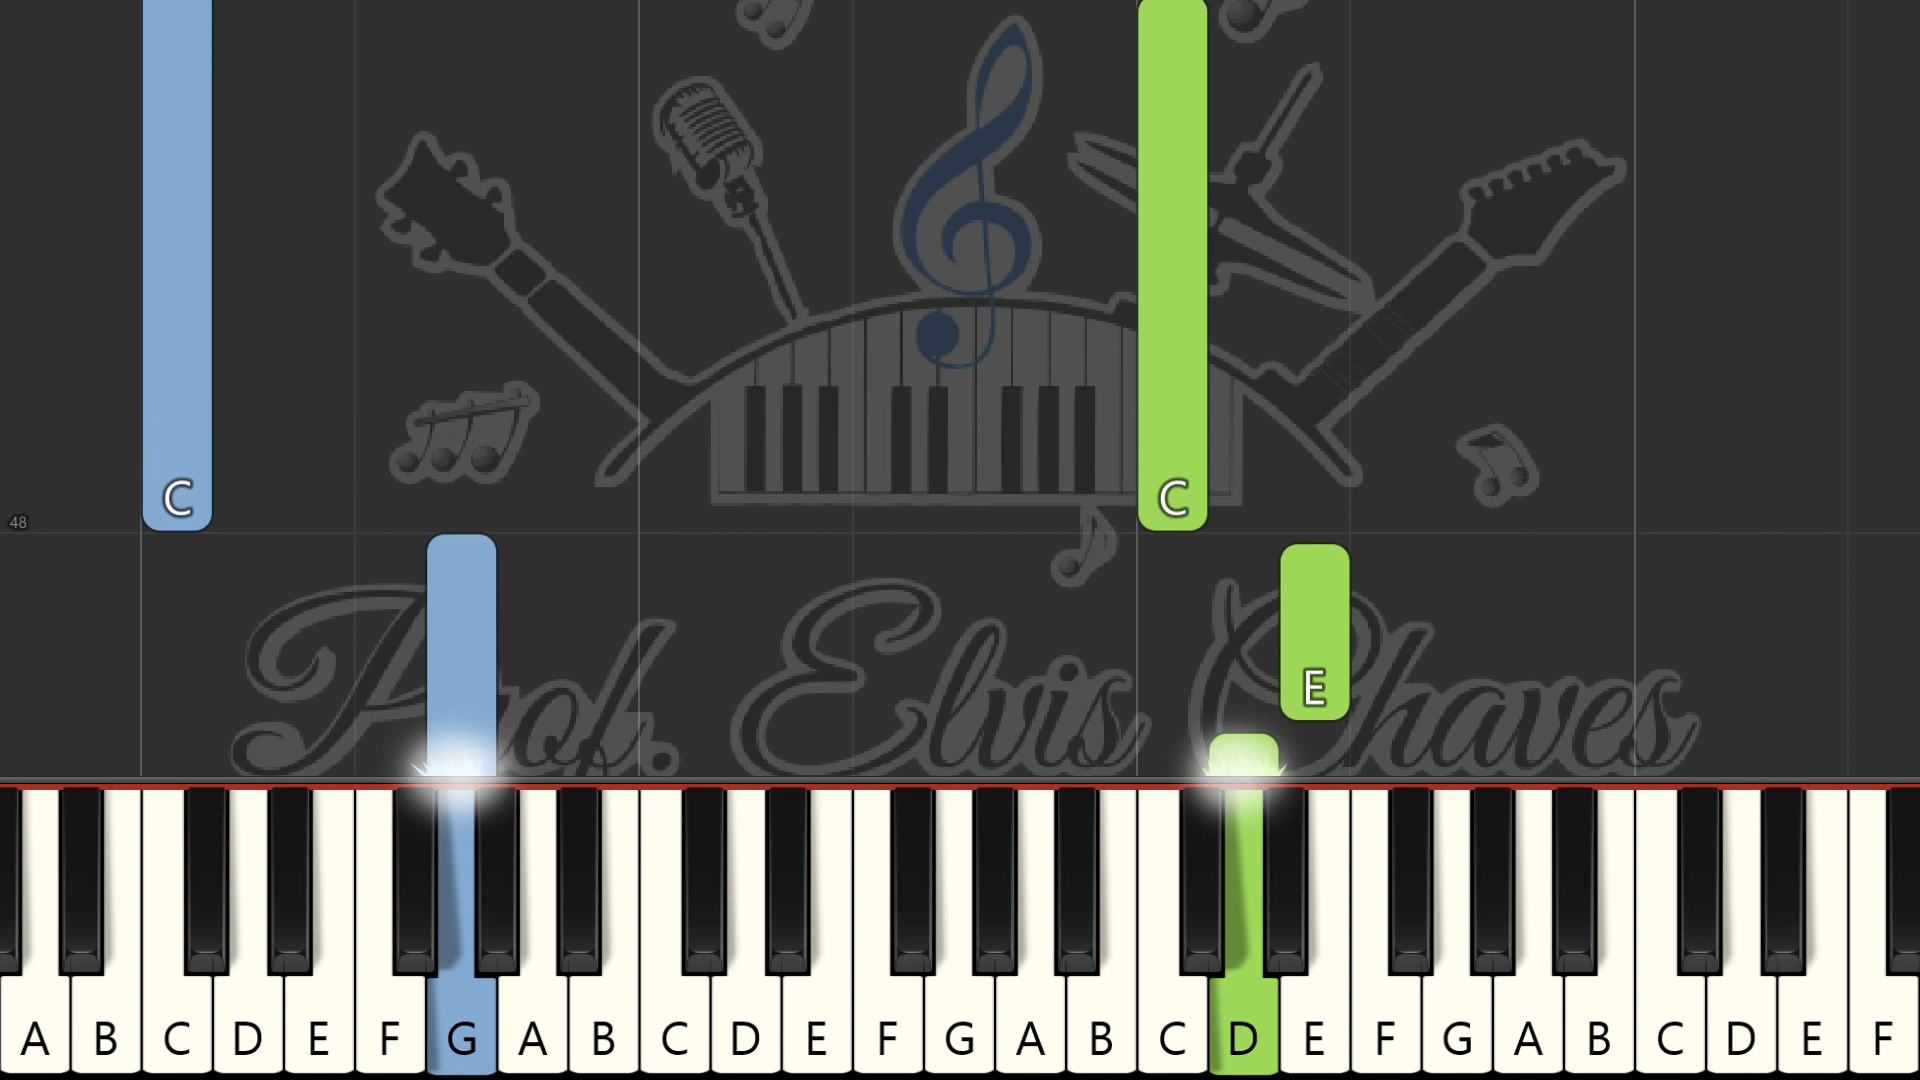 C C
48
E
Prof. Elvis Chaves
A B C D E F G A B C D E F G A B C D E F G A B C D E F